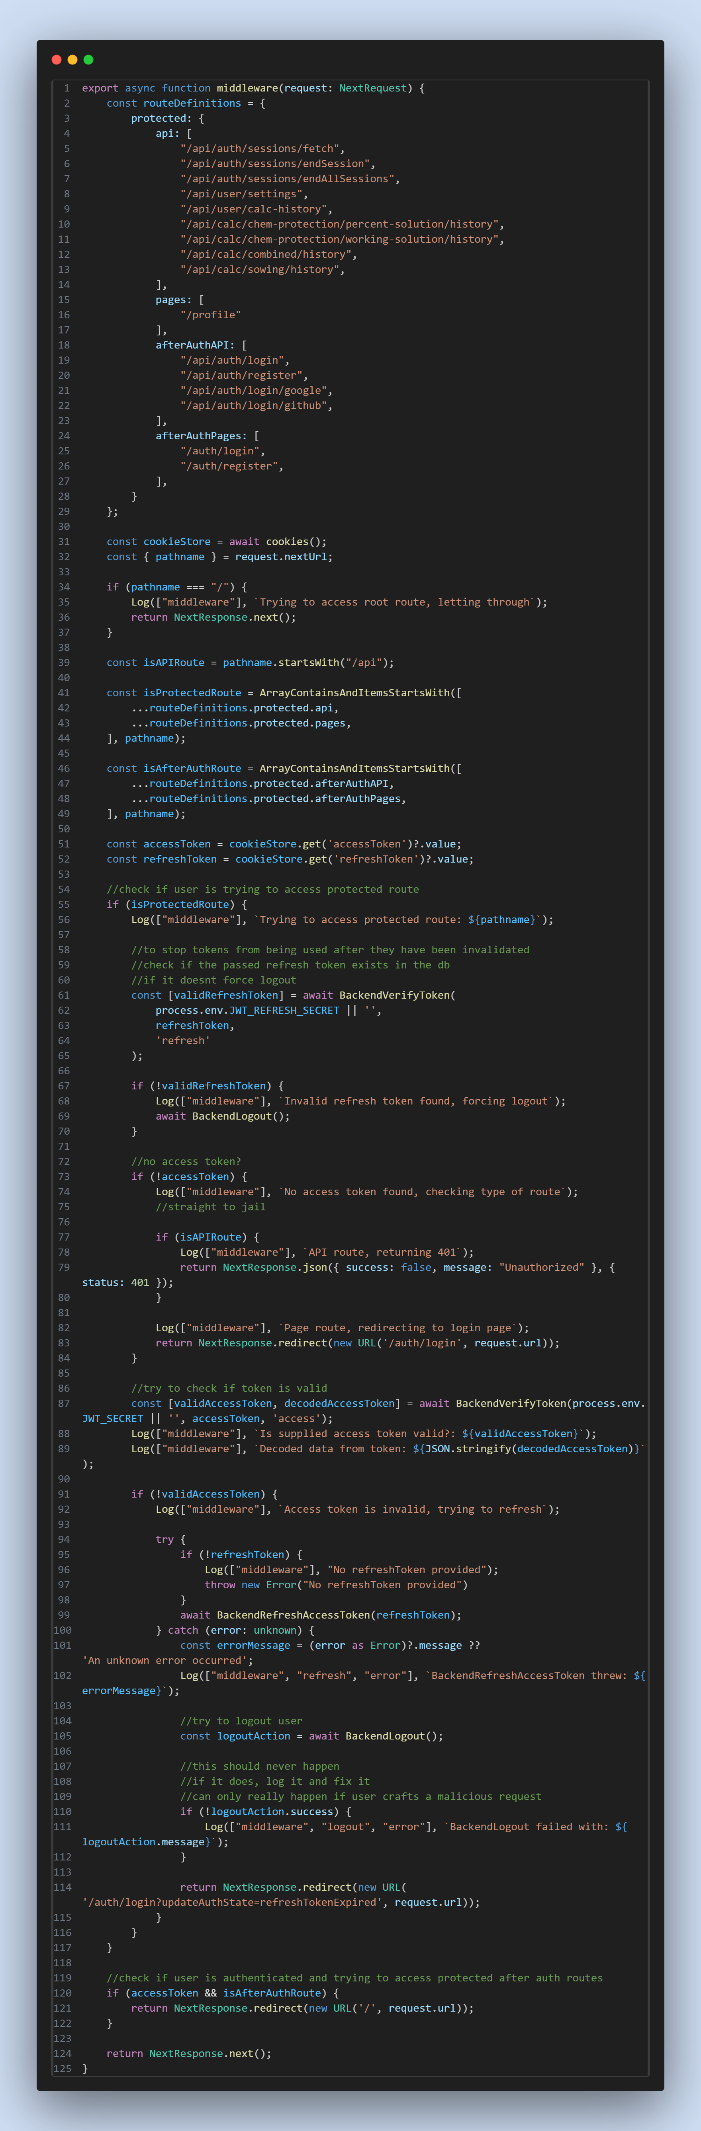 1 export async function middleware(request: NextRequest) {
2     const routeDefinitions = {
3         protected: {
4             api: [
5                 "/api/auth/sessions/fetch",
6                 "/api/auth/sessions/endSession",
7                 "/api/auth/sessions/endAllSessions",
8                 "/api/user/settings",
9                 "/api/user/calc-history",
10                 "/api/calc/chem-protection/percent-solution/history",
11                 "/api/calc/chem-protection/working-solution/history",
12                 "/api/calc/combined/history",
13                 "/api/calc/sowing/history",
14             ],
15             pages: [
16                 "/profile"
17             ],
18             afterAuthAPI: [
19                 "/api/auth/login",
20                 "/api/auth/register",
21                 "/api/auth/login/google",
22                 "/api/auth/login/github",
23             ],
24             afterAuthPages: [
25                 "/auth/login",
26                 "/auth/register",
27             ],
28         }
29     };
30
31     const cookieStore = await cookies();
32     const { pathname } = request.nextUrl;
33
34     if (pathname === "/") {
35         Log(["middleware"], `Trying to access root route, letting through`);
36         return NextResponse.next();
37     }
38
39     const isAPIRoute = pathname.startsWith("/api");
40
41     const isProtectedRoute = ArrayContainsAndItemsStartsWith([
42         ...routeDefinitions.protected.api,
43         ...routeDefinitions.protected.pages,
44     ], pathname);
45
46     const isAfterAuthRoute = ArrayContainsAndItemsStartsWith([
47         ...routeDefinitions.protected.afterAuthAPI,
48         ...routeDefinitions.protected.afterAuthPages,
49     ], pathname);
50
51     const accessToken = cookieStore.get('accessToken')?.value;
52     const refreshToken = cookieStore.get('refreshToken')?.value;
53
54     //check if user is trying to access protected route
55     if (isProtectedRoute) {
56         Log(["middleware"], `Trying to access protected route: ${pathname}`);
57
58         //to stop tokens from being used after they have been invalidated
59         //check if the passed refresh token exists in the db
60         //if it doesnt force logout
61         const [validRefreshToken] = await BackendVerifyToken(
62             process.env.JWT_REFRESH_SECRET || '',
63             refreshToken,
64             'refresh'
65         );
66
67         if (!validRefreshToken) {
68             Log(["middleware"], `Invalid refresh token found, forcing logout`);
69             await BackendLogout();
70         }
71
72         //no access token?
73         if (!accessToken) {
74             Log(["middleware"], `No access token found, checking type of route`);
75             //straight to jail
76
77             if (isAPIRoute) {
78                 Log(["middleware"], `API route, returning 401`);
79                 return NextResponse.json({ success: false, message: "Unauthorized" }, {
status: 401 });
80             }
81
82             Log(["middleware"], `Page route, redirecting to login page`);
83             return NextResponse.redirect(new URL('/auth/login', request.url));
84         }
85
86         //try to check if token is valid
87         const [validAccessToken, decodedAccessToken] = await BackendVerifyToken(process.env.
JWT_SECRET || '', accessToken, 'access');
88         Log(["middleware"], `Is supplied access token valid?: ${validAccessToken}`);
89         Log(["middleware"], `Decoded data from token: ${JSON.stringify(decodedAccessToken)}`
);
90
91         if (!validAccessToken) {
92             Log(["middleware"], `Access token is invalid, trying to refresh`);
93
94             try {
95                 if (!refreshToken) {
96                     Log(["middleware"], "No refreshToken provided");
97                     throw new Error("No refreshToken provided")
98                 }
99                 await BackendRefreshAccessToken(refreshToken);
100             } catch (error: unknown) {
101                 const errorMessage = (error as Error)?.message ??
'An unknown error occurred';
102                 Log(["middleware", "refresh", "error"], `BackendRefreshAccessToken threw: ${
errorMessage}`);
103
104                 //try to logout user
105                 const logoutAction = await BackendLogout();
106
107                 //this should never happen
108                 //if it does, log it and fix it
109                 //can only really happen if user crafts a malicious request
110                 if (!logoutAction.success) {
111                     Log(["middleware", "logout", "error"], `BackendLogout failed with: ${
logoutAction.message}`);
112                 }
113
114                 return NextResponse.redirect(new URL(
'/auth/login?updateAuthState=refreshTokenExpired', request.url));
115             }
116         }
117     }
118
119     //check if user is authenticated and trying to access protected after auth routes
120     if (accessToken && isAfterAuthRoute) {
121         return NextResponse.redirect(new URL('/', request.url));
122     }
123
124     return NextResponse.next();
125 }